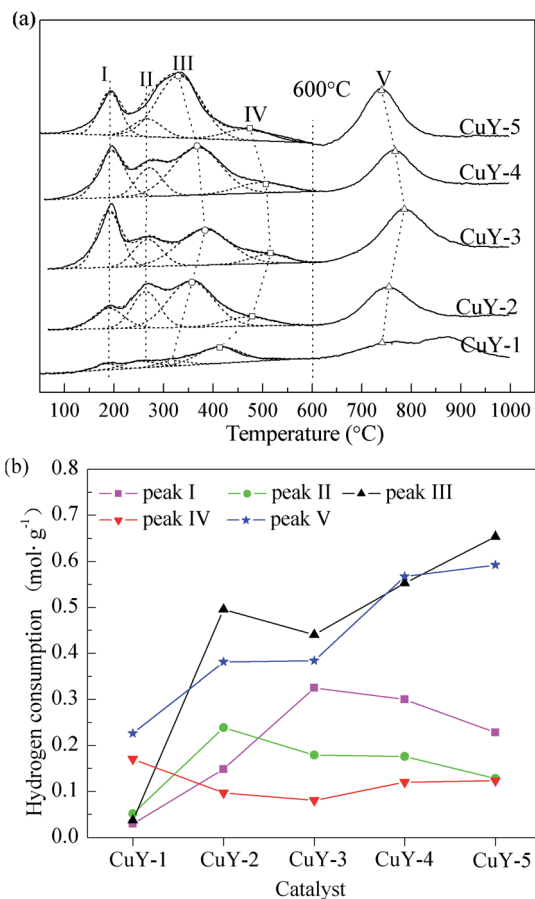 (a)
I
II
III
IV
600°C
V
CuY-5
CuY-4
CuY-3
CuY-2
CuY-1
100 200 300 400 500 600 700 800 900 1000
Temperature (°C)
(b)
0.8
0.7
0.6
0.5
0.4
0.3
0.2
0.1
0.0
Hydrogen consumption (mol· g⁻¹)
peak I peak II peak III
peak IV peak V
CuY-1 CuY-2 CuY-3 CuY-4 CuY-5
Catalyst